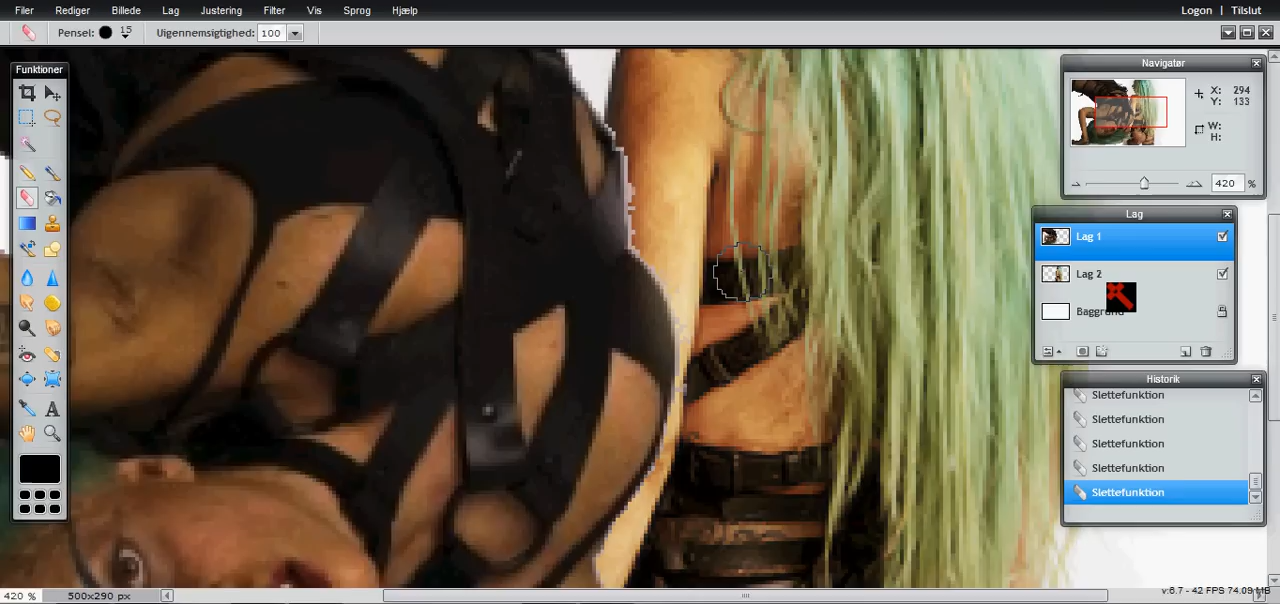 Filer Rediger Billede Lag Justering Filter Vis Sprog Hjælp Logon | Tilslut
Pensel: 15 Uigennemsigtighed: 100
Funktioner
Navigatør
X: 294
Y: 133
W:
H:
420 %
Lag
Lag 1
Lag 2
Historik
Slettefunktion
Slettefunktion
Slettefunktion
Slettefunktion
Slettefunktion
420 % 500x290 px
v:6.7 - 42 FPS 74.09 MB